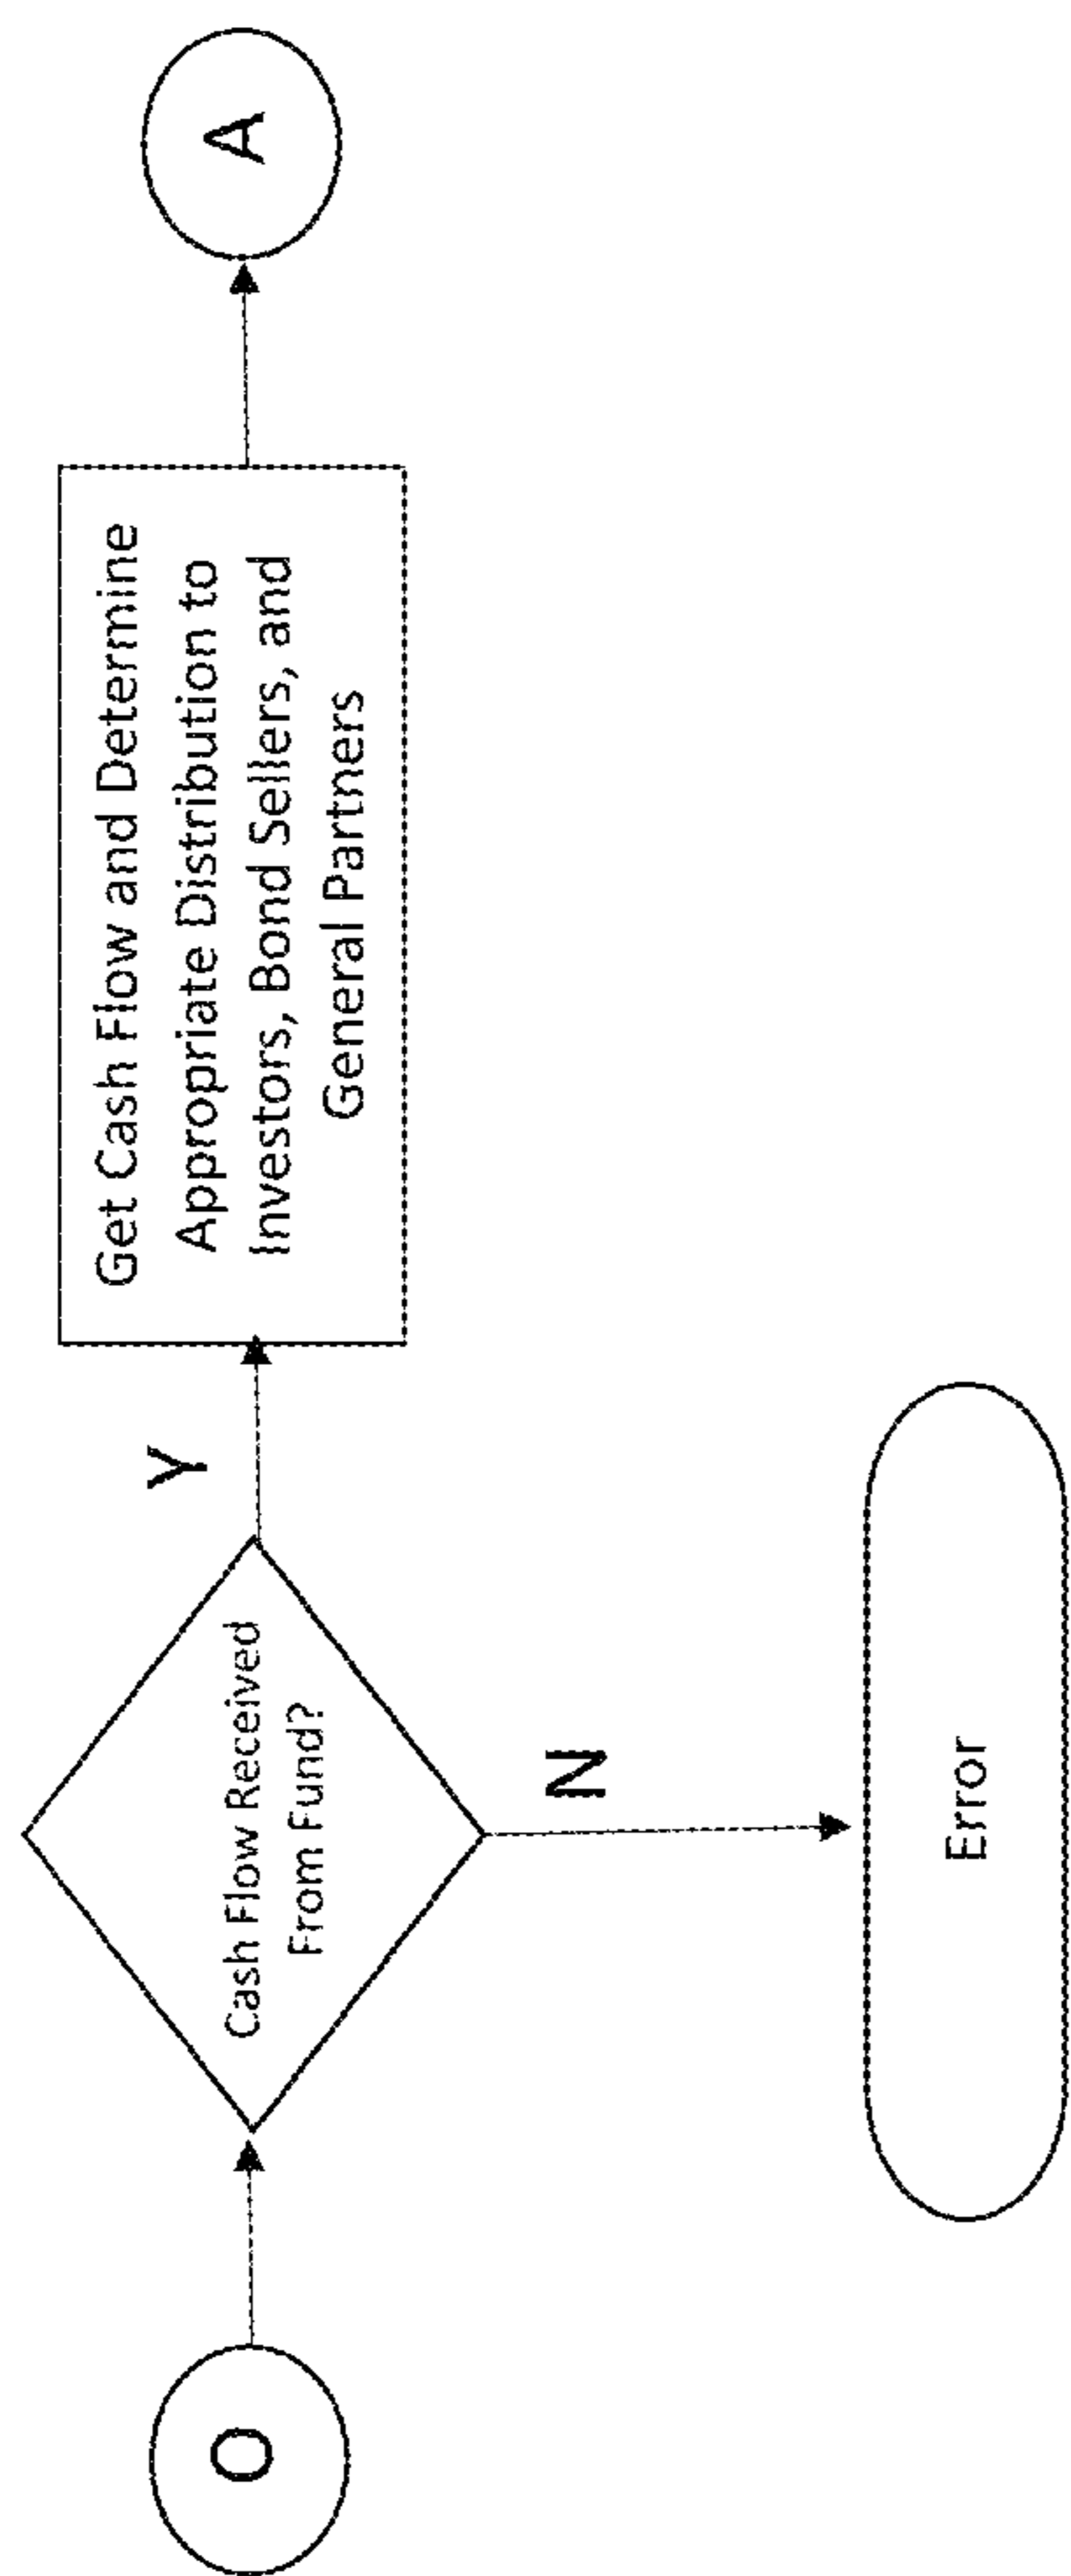 O
Cash Flow Received
From Fund?
Y
N
Get Cash Flow and Determine
Appropriate Distribution to
Investors, Bond Sellers, and
General Partners
A
Error